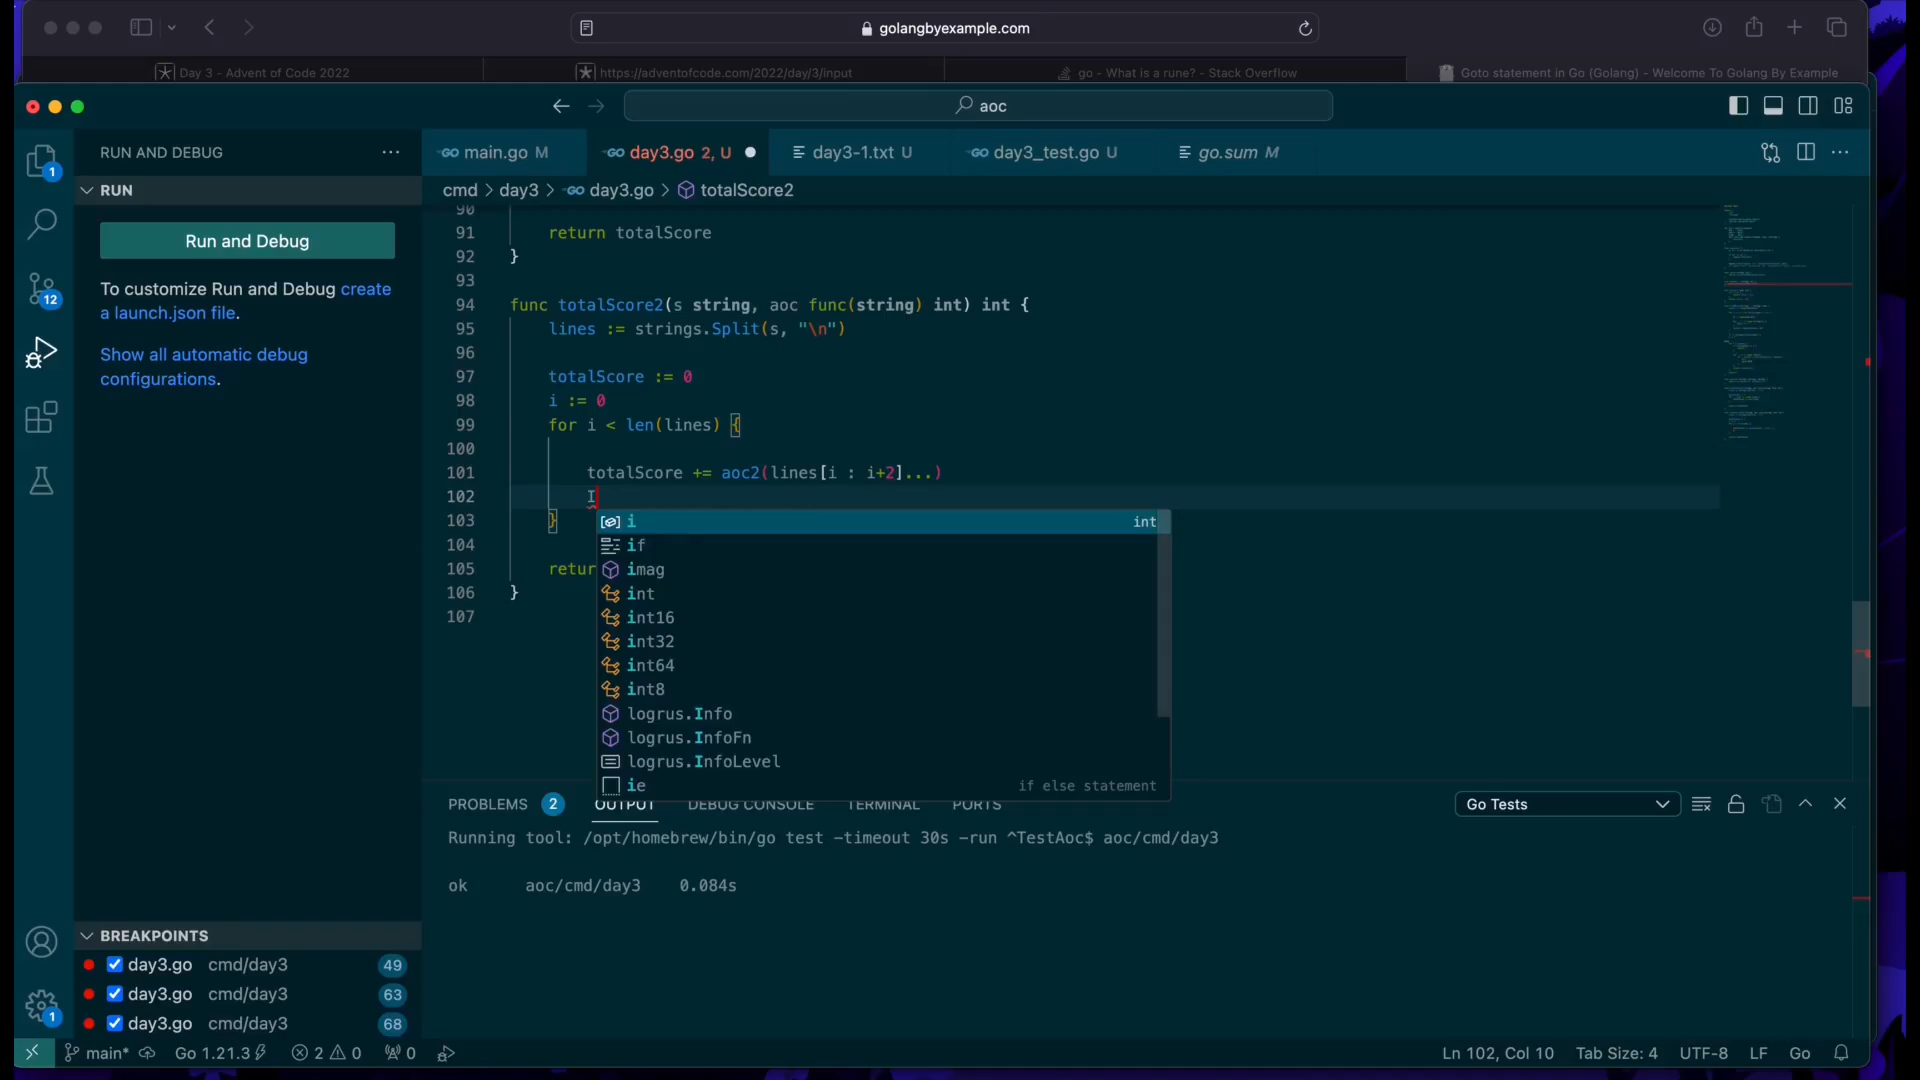 golangbyexample.com
Day 3 - Advent of Code 2022
https://adventofcode.com/2022/day/3/input
go - What is a rune? - Stack Overflow
Goto statement in Go (Golang) - Welcome To Golang By Example
aoc
RUN AND DEBUG
GO main.go M
GO day3.go 2, U
day3-1.txt U
GO day3_test.go U
go.sum M
1
RUN
cmd > day3 > GO day3.go > totalScore2
Run and Debug
To customize Run and Debug create
a launch.json file.
Show all automatic debug
configurations.
12
90
91 return totalScore
92 }
93
94 func totalScore2(s string, aoc func(string) int) int {
95 lines := strings.Split(s, "\n")
96
97 totalScore := 0
98 i := 0
99 for i < len(lines) {
100
101 totalScore += aoc2(lines[i : i+2]...)
102 I
103 }
104
105 retur
106 }
107
i int
if
imag
int
int16
int32
int64
int8
logrus.Info
logrus.InfoFn
logrus.InfoLevel
ie if else statement
PROBLEMS 2 OUTPUT DEBUG CONSOLE TERMINAL PORTS
Go Tests
Running tool: /opt/homebrew/bin/go test -timeout 30s -run ^TestAoc$ aoc/cmd/day3
ok aoc/cmd/day3 0.084s
BREAKPOINTS
day3.go cmd/day3 49
day3.go cmd/day3 63
day3.go cmd/day3 68
1
main* Go 1.21.3 2 0 0
Ln 102, Col 10 Tab Size: 4 UTF-8 LF Go